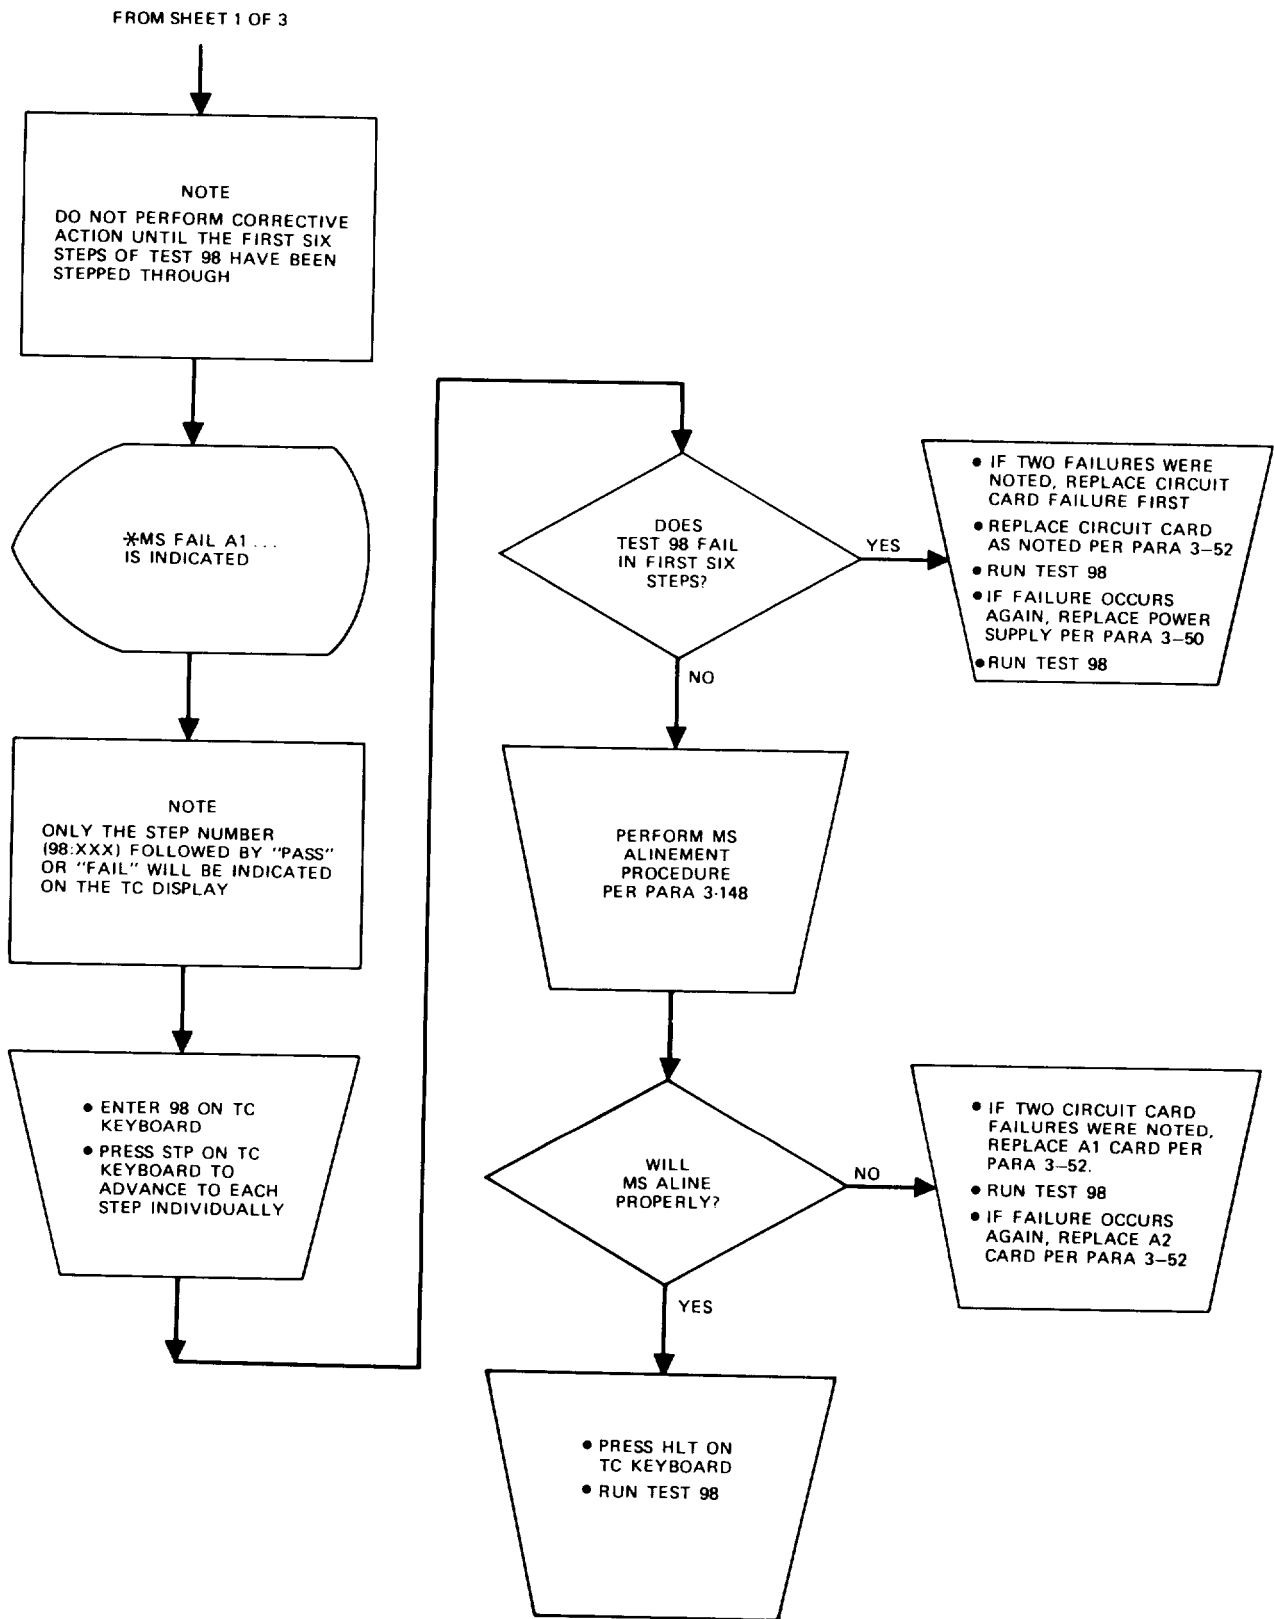 FROM SHEET 1 OF 3
NOTE
DO NOT PERFORM CORRECTIVE
ACTION UNTIL THE FIRST SIX
STEPS OF TEST 98 HAVE BEEN
STEPPED THROUGH
*MS FAIL A1 ...
IS INDICATED
NOTE
ONLY THE STEP NUMBER
(98:XXX) FOLLOWED BY "PASS"
OR "FAIL" WILL BE INDICATED
ON THE TC DISPLAY
• ENTER 98 ON TC
KEYBOARD
• PRESS STP ON TC
KEYBOARD TO
ADVANCE TO EACH
STEP INDIVIDUALLY
DOES
TEST 98 FAIL
IN FIRST SIX
STEPS?
YES
• IF TWO FAILURES WERE
NOTED, REPLACE CIRCUIT
CARD FAILURE FIRST
• REPLACE CIRCUIT CARD
AS NOTED PER PARA 3–52
• RUN TEST 98
• IF FAILURE OCCURS
AGAIN, REPLACE POWER
SUPPLY PER PARA 3–50
• RUN TEST 98
NO
PERFORM MS
ALINEMENT
PROCEDURE
PER PARA 3-148
WILL
MS ALINE
PROPERLY?
NO
• IF TWO CIRCUIT CARD
FAILURES WERE NOTED,
REPLACE A1 CARD PER
PARA 3–52.
• RUN TEST 98
• IF FAILURE OCCURS
AGAIN, REPLACE A2
CARD PER PARA 3–52
YES
• PRESS HLT ON
TC KEYBOARD
• RUN TEST 98